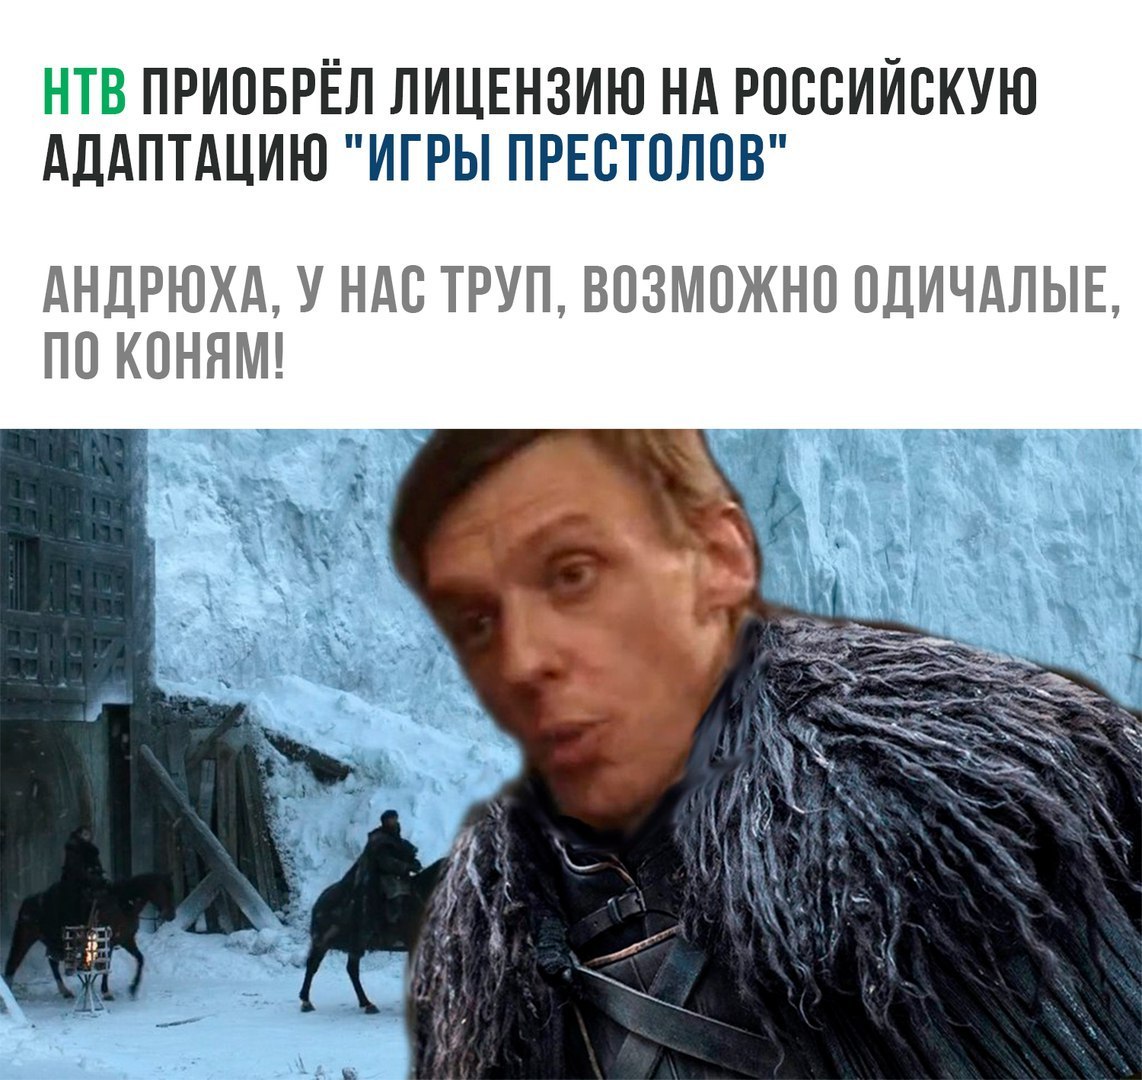 НТВ ПРИОБРЁЛ ЛИЦЕНЗИЮ НА РОССИЙСКУЮ
АДАПТАЦИЮ "ИГРЫ ПРЕСТОЛОВ"
АНДРЮХА, У НАС ТРУП, ВОЗМОЖНО ОДИЧАЛЫЕ,
ПО КОНЯМ!